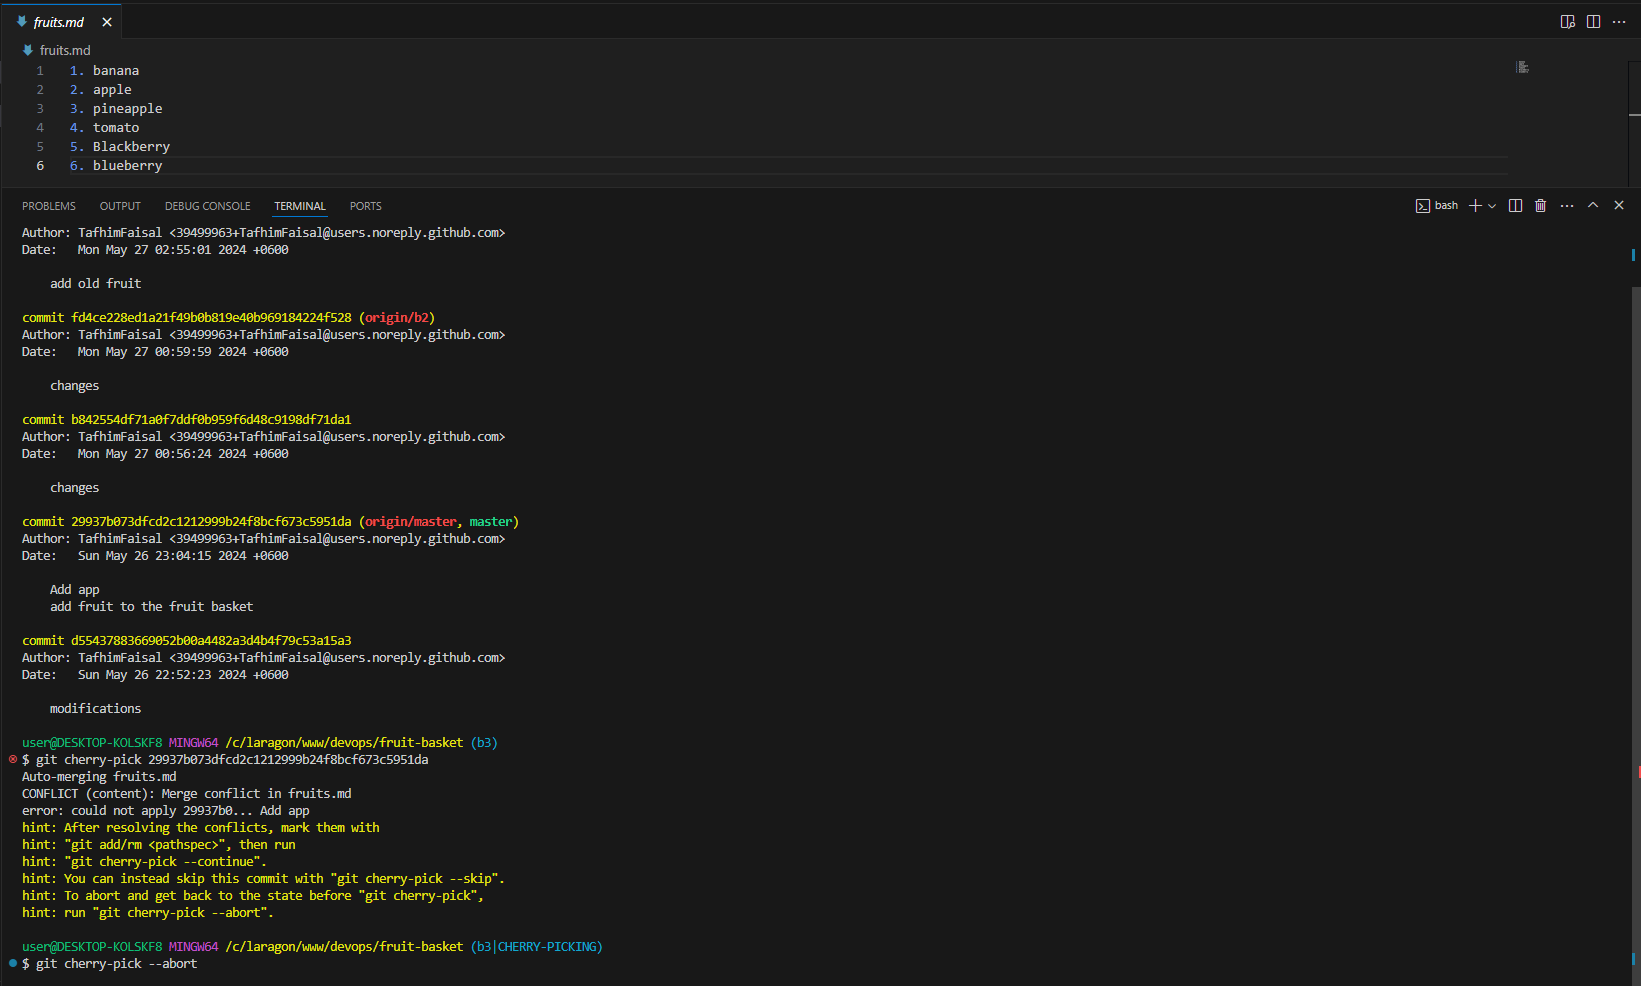 fruits.md
fruits.md
1 1. banana
2 2. apple
3 3. pineapple
4 4. tomato
5 5. Blackberry
6 6. blueberry
PROBLEMS OUTPUT DEBUG CONSOLE TERMINAL PORTS
bash
Author: TafhimFaisal <39499963+TafhimFaisal@users.noreply.github.com>
Date:   Mon May 27 02:55:01 2024 +0600
    add old fruit
commit fd4ce228ed1a21f49b0b819e40b969184224f528 (origin/b2)
Author: TafhimFaisal <39499963+TafhimFaisal@users.noreply.github.com>
Date:   Mon May 27 00:59:59 2024 +0600
    changes
commit b842554df71a0f7ddf0b959f6d48c9198df71da1
Author: TafhimFaisal <39499963+TafhimFaisal@users.noreply.github.com>
Date:   Mon May 27 00:56:24 2024 +0600
    changes
commit 29937b073dfcd2c1212999b24f8bcf673c5951da (origin/master, master)
Author: TafhimFaisal <39499963+TafhimFaisal@users.noreply.github.com>
Date:   Sun May 26 23:04:15 2024 +0600
    Add app
    add fruit to the fruit basket
commit d55437883669052b00a4482a3d4b4f79c53a15a3
Author: TafhimFaisal <39499963+TafhimFaisal@users.noreply.github.com>
Date:   Sun May 26 22:52:23 2024 +0600
    modifications
user@DESKTOP-KOLSKF8 MINGW64 /c/laragon/www/devops/fruit-basket (b3)
$ git cherry-pick 29937b073dfcd2c1212999b24f8bcf673c5951da
Auto-merging fruits.md
CONFLICT (content): Merge conflict in fruits.md
error: could not apply 29937b0... Add app
hint: After resolving the conflicts, mark them with
hint: "git add/rm <pathspec>", then run
hint: "git cherry-pick --continue".
hint: You can instead skip this commit with "git cherry-pick --skip".
hint: To abort and get back to the state before "git cherry-pick",
hint: run "git cherry-pick --abort".
user@DESKTOP-KOLSKF8 MINGW64 /c/laragon/www/devops/fruit-basket (b3|CHERRY-PICKING)
$ git cherry-pick --abort